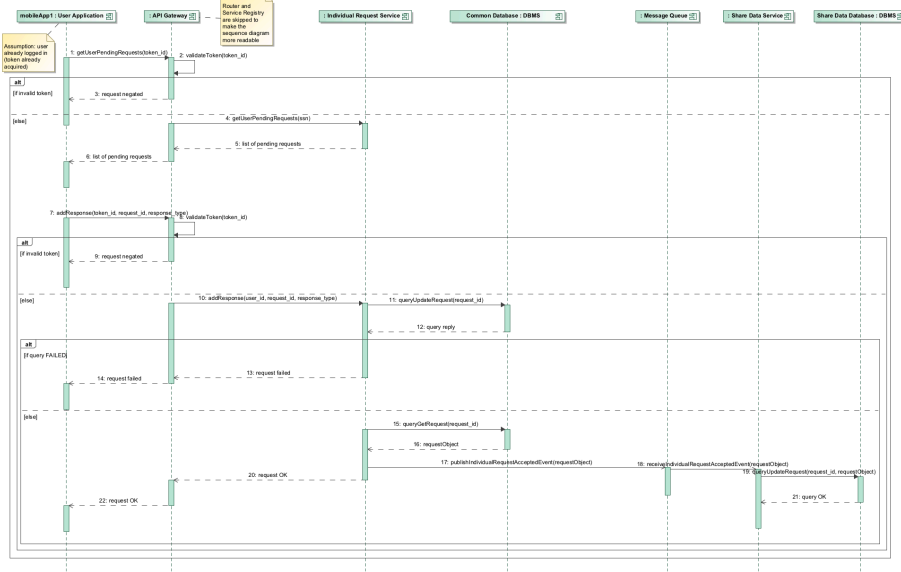 mobileApp1 : User Application
: API Gateway
Router and
Service Registry
are skipped to
make the
sequence diagram
more readable
: Individual Request Service
Common Database : DBMS
: Message Queue
: Share Data Service
Share Data Database : DBMS
Assumption: user
already logged in
(token already
acquired)
1: getUserPendingRequests(token_id)
2: validateToken(token_id)
alt
[if invalid token]
3: request negated
[else]
4: getUserPendingRequests(ssn)
5: list of pending requests
6: list of pending requests
7: addResponse(token_id, request_id, response_type)
8: validateToken(token_id)
alt
[if invalid token]
9: request negated
[else]
10: addResponse(user_id, request_id, response_type)
11: queryUpdateRequest(request_id)
12: query reply
alt
[if query FAILED]
13: request failed
14: request failed
[else]
15: queryGetRequest(request_id)
16: requestObject
17: publishIndividualRequestAcceptedEvent(requestObject)
18: receiveIndividualRequestAcceptedEvent(requestObject)
19: queryUpdateRequest(request_id, requestObject)
20: request OK
21: query OK
22: request OK